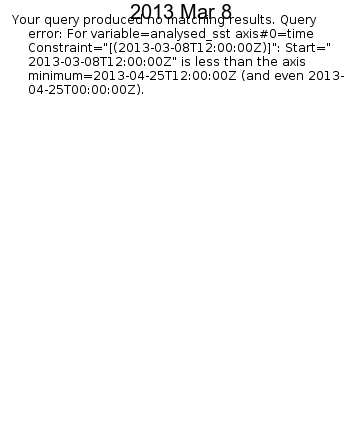 2013 Mar 8
Your query produced no matching results. Query
error: For variable=analysed_sst axis#0=time
Constraint="[(2013-03-08T12:00:00Z)]": Start="
2013-03-08T12:00:00Z" is less than the axis
minimum=2013-04-25T12:00:00Z (and even 2013-
04-25T00:00:00Z).